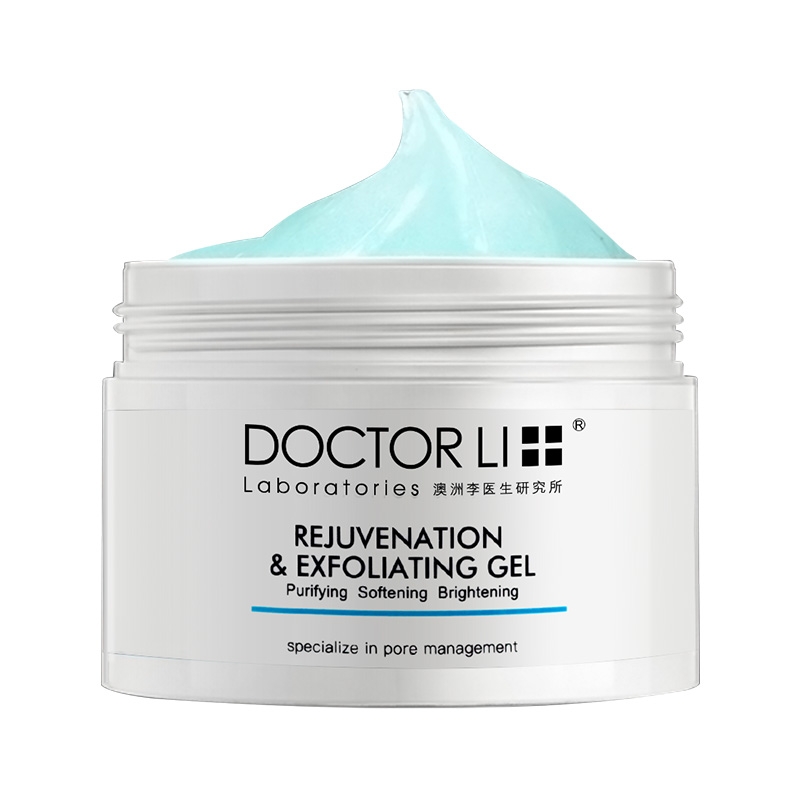 DOCTOR LI ®
Laboratories 澳洲李医生研究所
REJUVENATION
& EXFOLIATING GEL
Purifying Softening Brightening
specialize in pore management